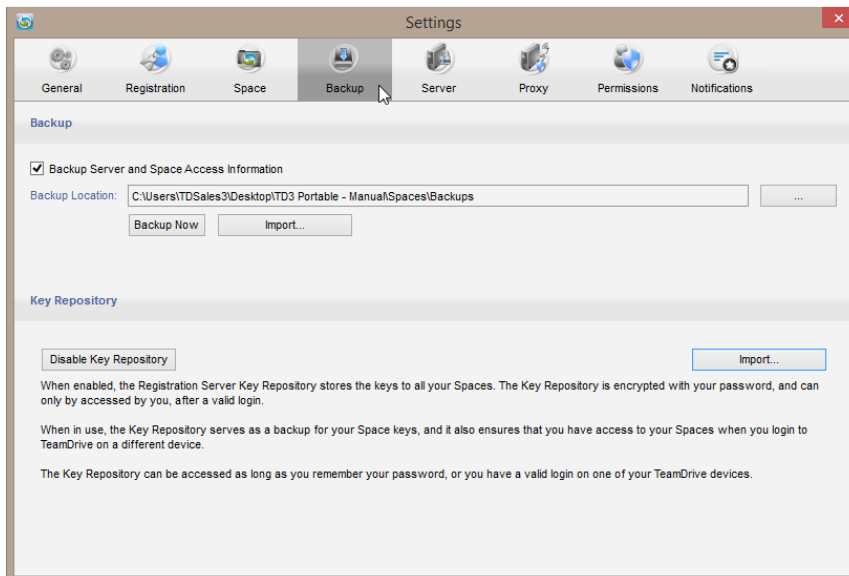 Settings
General Registration Space Backup Server Proxy Permissions Notifications
Backup
Backup Server and Space Access Information
Backup Location: C:\Users\TDSales3\Desktop\TD3 Portable - Manual\Spaces\Backups ...
Backup Now Import...
Key Repository
Disable Key Repository Import...
When enabled, the Registration Server Key Repository stores the keys to all your Spaces. The Key Repository is encrypted with your password, and can
only by accessed by you, after a valid login.
When in use, the Key Repository serves as a backup for your Space keys, and it also ensures that you have access to your Spaces when you login to
TeamDrive on a different device.
The Key Repository can be accessed as long as you remember your password, or you have a valid login on one of your TeamDrive devices.